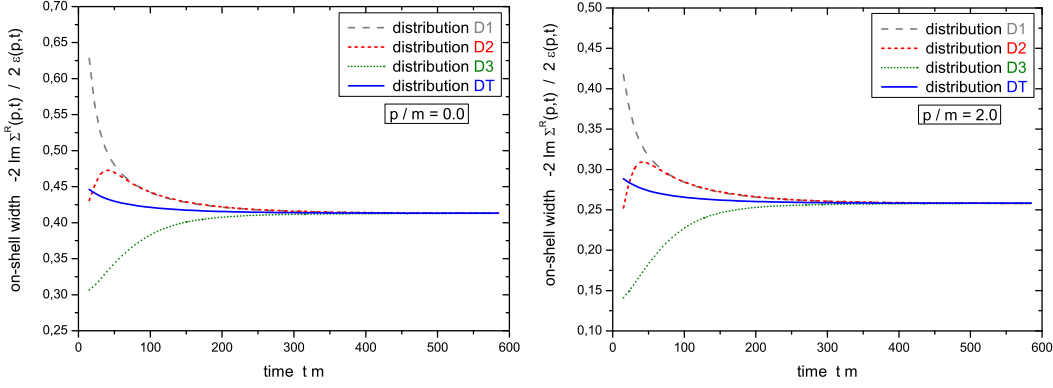 0,70
0,65
0,60
0,55
0,50
0,45
0,40
0,35
0,30
0,25
on-shell width -2 Im Σ^R(p,t) / 2 ε(p,t)
distribution D1
distribution D2
distribution D3
distribution DT
p / m = 0.0
0 100 200 300 400 500 600
time t m
0,50
0,45
0,40
0,35
0,30
0,25
0,20
0,15
0,10
on-shell width -2 Im Σ^R(p,t) / 2 ε(p,t)
distribution D1
distribution D2
distribution D3
distribution DT
p / m = 2.0
0 100 200 300 400 500 600
time t m